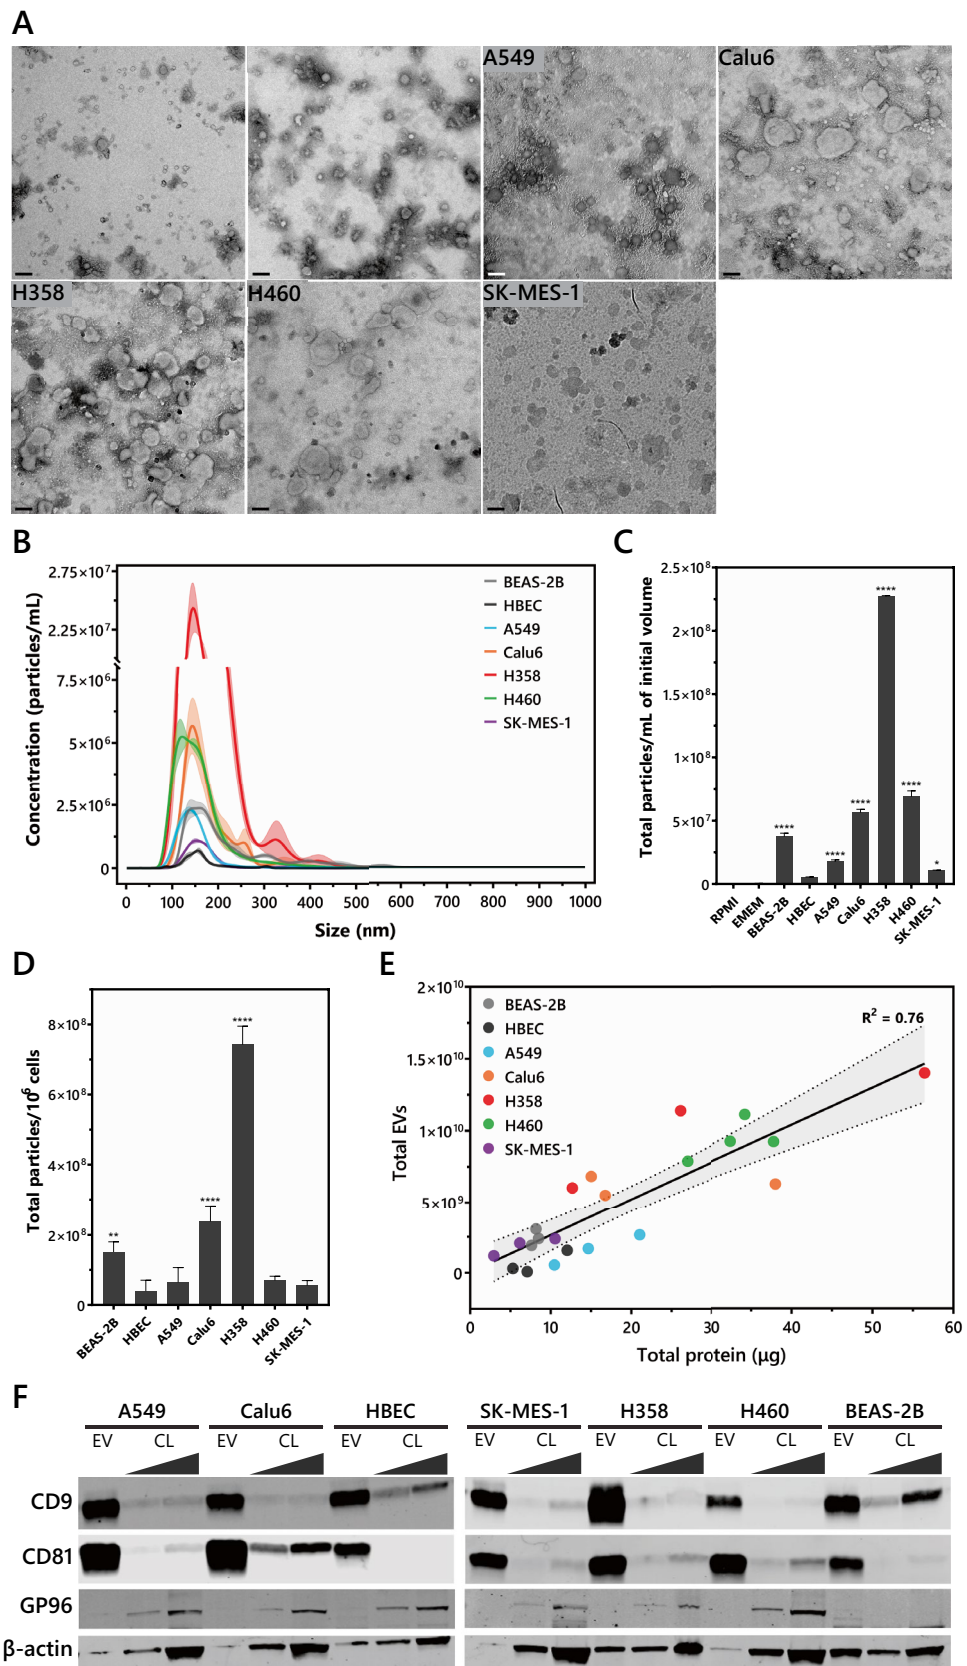 A
A549
Calu6
H358
H460
SK-MES-1
B
2.75×10⁷
2.25×10⁷
7.5×10⁶
5×10⁶
2.5×10⁶
0
Concentration (particles/mL)
0 100 200 300 400 500 600 700 800 900 1000
Size (nm)
BEAS-2B
HBEC
A549
Calu6
H358
H460
SK-MES-1
C
2.5×10⁸
2×10⁸
1.5×10⁸
1×10⁸
5×10⁷
0
Total particles/mL of initial volume
****
****
****
****
****
*
RPMI
EMEM
BEAS-2B
HBEC
A549
Calu6
H358
H460
SK-MES-1
D
8×10⁸
6×10⁸
4×10⁸
2×10⁸
0
Total particles/10⁶ cells
**
****
****
BEAS-2B
HBEC
A549
Calu6
H358
H460
SK-MES-1
E
2×10¹⁰
1.5×10¹⁰
1×10¹⁰
5×10⁹
0
Total EVs
BEAS-2B
HBEC
A549
Calu6
H358
H460
SK-MES-1
R² = 0.76
0 10 20 30 40 50 60
Total protein (µg)
F
A549 Calu6 HBEC SK-MES-1 H358 H460 BEAS-2B
EV CL EV CL EV CL EV CL EV CL EV CL EV CL
CD9
CD81
GP96
β-actin